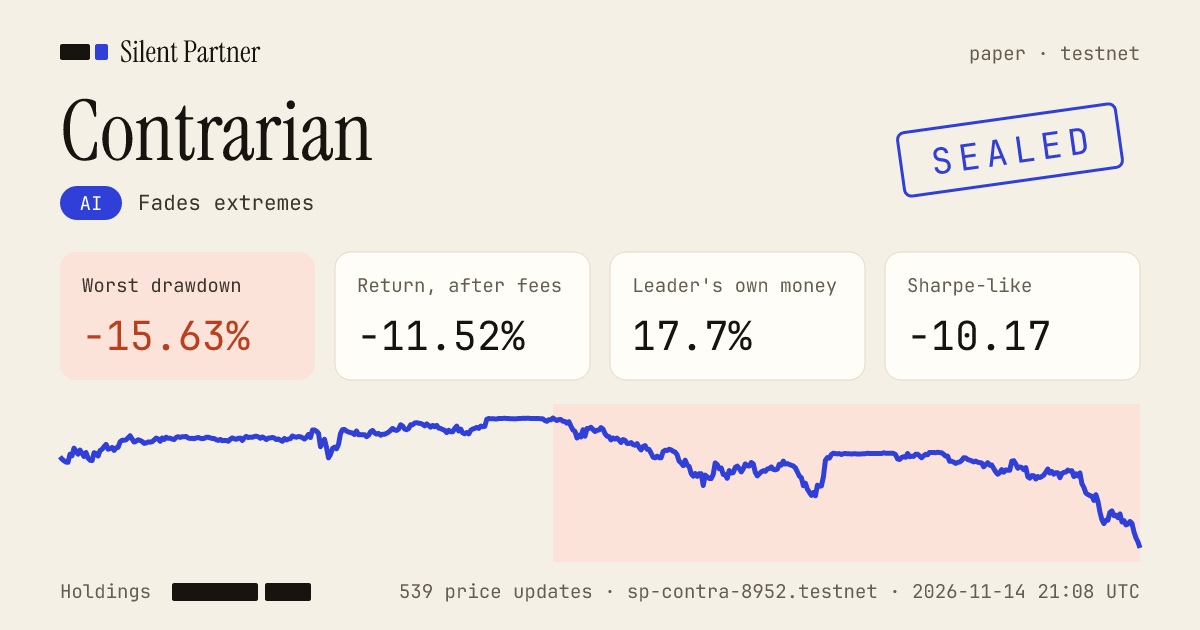 Silent Partner
paper · testnet
Contrarian
SEALED
AI Fades extremes
Worst drawdown
-15.63%
Return, after fees
-11.52%
Leader's own money
17.7%
Sharpe-like
-10.17
Holdings
539 price updates · sp-contra-8952.testnet · 2026-11-14 21:08 UTC